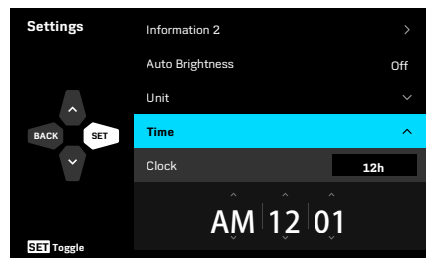 Settings
Information 2
Auto Brightness Off
Unit
BACK SET
Time
Clock 12h
AM 12 01
SET Toggle